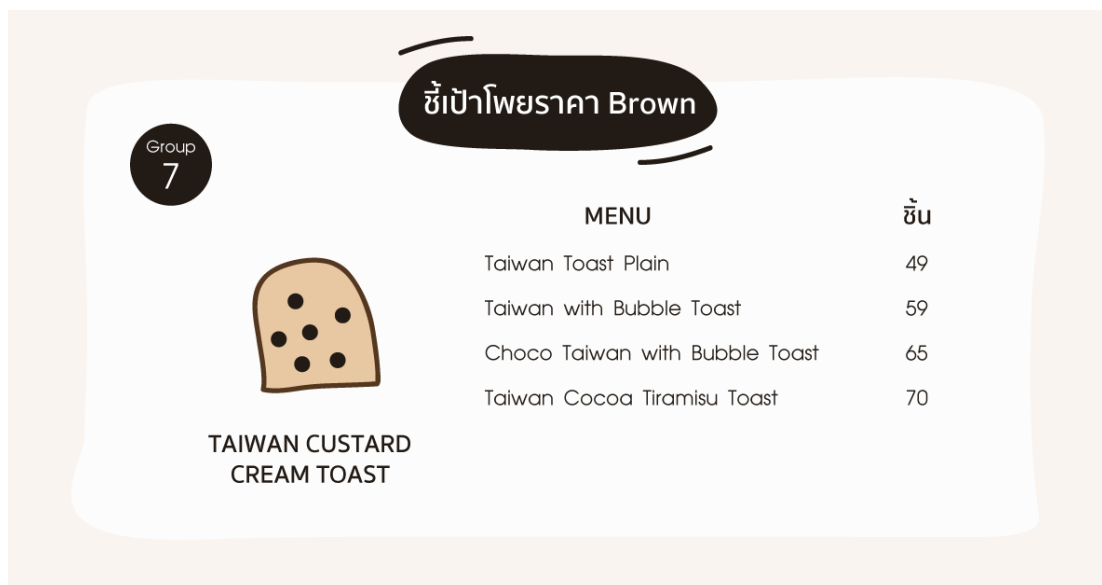 ชี้เป้าโพยราคา Brown
Group
7
MENU ชิ้น
Taiwan Toast Plain 49
Taiwan with Bubble Toast 59
Choco Taiwan with Bubble Toast 65
Taiwan Cocoa Tiramisu Toast 70
TAIWAN CUSTARD
CREAM TOAST